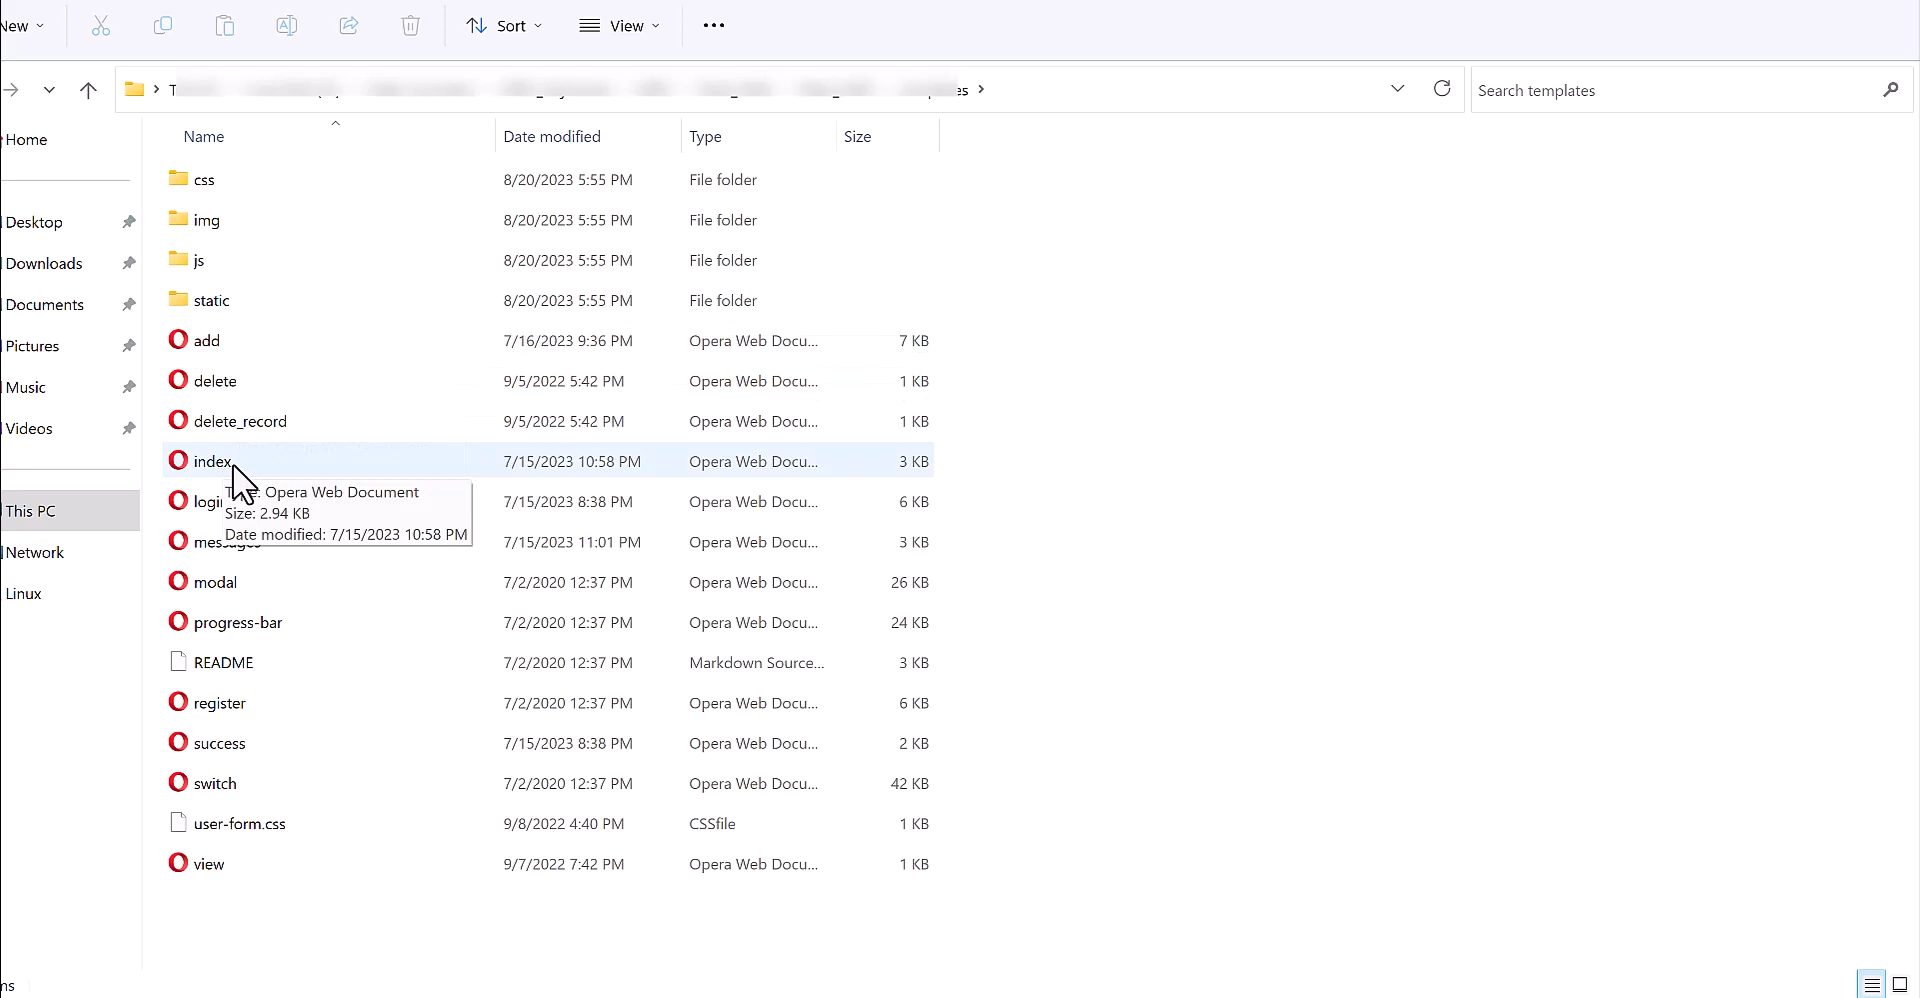 New
Sort
View
T es
Search templates
Home
Desktop
Downloads
Documents
Pictures
Music
Videos
This PC
Network
Linux
Name Date modified Type Size
css 8/20/2023 5:55 PM File folder
img 8/20/2023 5:55 PM File folder
js 8/20/2023 5:55 PM File folder
static 8/20/2023 5:55 PM File folder
add 7/16/2023 9:36 PM Opera Web Docu... 7 KB
delete 9/5/2022 5:42 PM Opera Web Docu... 1 KB
delete_record 9/5/2022 5:42 PM Opera Web Docu... 1 KB
index 7/15/2023 10:58 PM Opera Web Docu... 3 KB
login 7/15/2023 8:38 PM Opera Web Docu... 6 KB
messages 7/15/2023 11:01 PM Opera Web Docu... 3 KB
Type: Opera Web Document
Size: 2.94 KB
Date modified: 7/15/2023 10:58 PM
modal 7/2/2020 12:37 PM Opera Web Docu... 26 KB
progress-bar 7/2/2020 12:37 PM Opera Web Docu... 24 KB
README 7/2/2020 12:37 PM Markdown Source... 3 KB
register 7/2/2020 12:37 PM Opera Web Docu... 6 KB
success 7/15/2023 8:38 PM Opera Web Docu... 2 KB
switch 7/2/2020 12:37 PM Opera Web Docu... 42 KB
user-form.css 9/8/2022 4:40 PM CSSfile 1 KB
view 9/7/2022 7:42 PM Opera Web Docu... 1 KB
ms